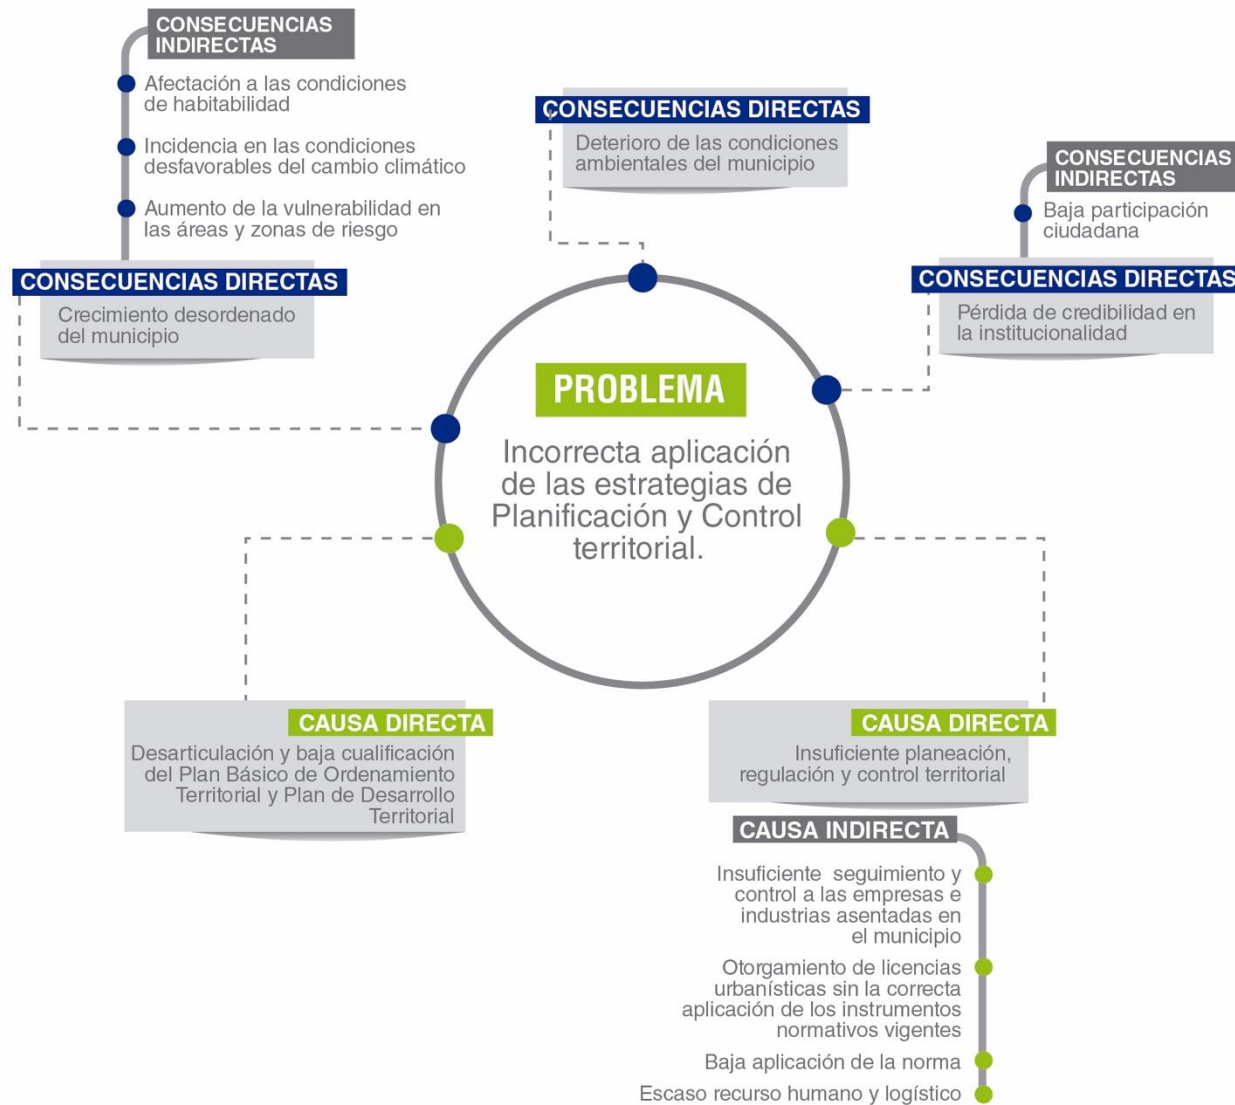 CONSECUENCIAS
INDIRECTAS
Afectación a las condiciones
de habitabilidad
Incidencia en las condiciones
desfavorables del cambio climático
Aumento de la vulnerabilidad en
las áreas y zonas de riesgo
CONSECUENCIAS DIRECTAS
Crecimiento desordenado
del municipio
CONSECUENCIAS DIRECTAS
Deterioro de las condiciones
ambientales del municipio
CONSECUENCIAS
INDIRECTAS
Baja participación
ciudadana
CONSECUENCIAS DIRECTAS
Pérdida de credibilidad en
la institucionalidad
PROBLEMA
Incorrecta aplicación
de las estrategias de
Planificación y Control
territorial.
CAUSA DIRECTA
Desarticulación y baja cualificación
del Plan Básico de Ordenamiento
Territorial y Plan de Desarrollo
Territorial
CAUSA DIRECTA
Insuficiente planeación,
regulación y control territorial
CAUSA INDIRECTA
Insuficiente seguimiento y
control a las empresas e
industrias asentadas en
el municipio
Otorgamiento de licencias
urbanísticas sin la correcta
aplicación de los instrumentos
normativos vigentes
Baja aplicación de la norma
Escaso recurso humano y logístico